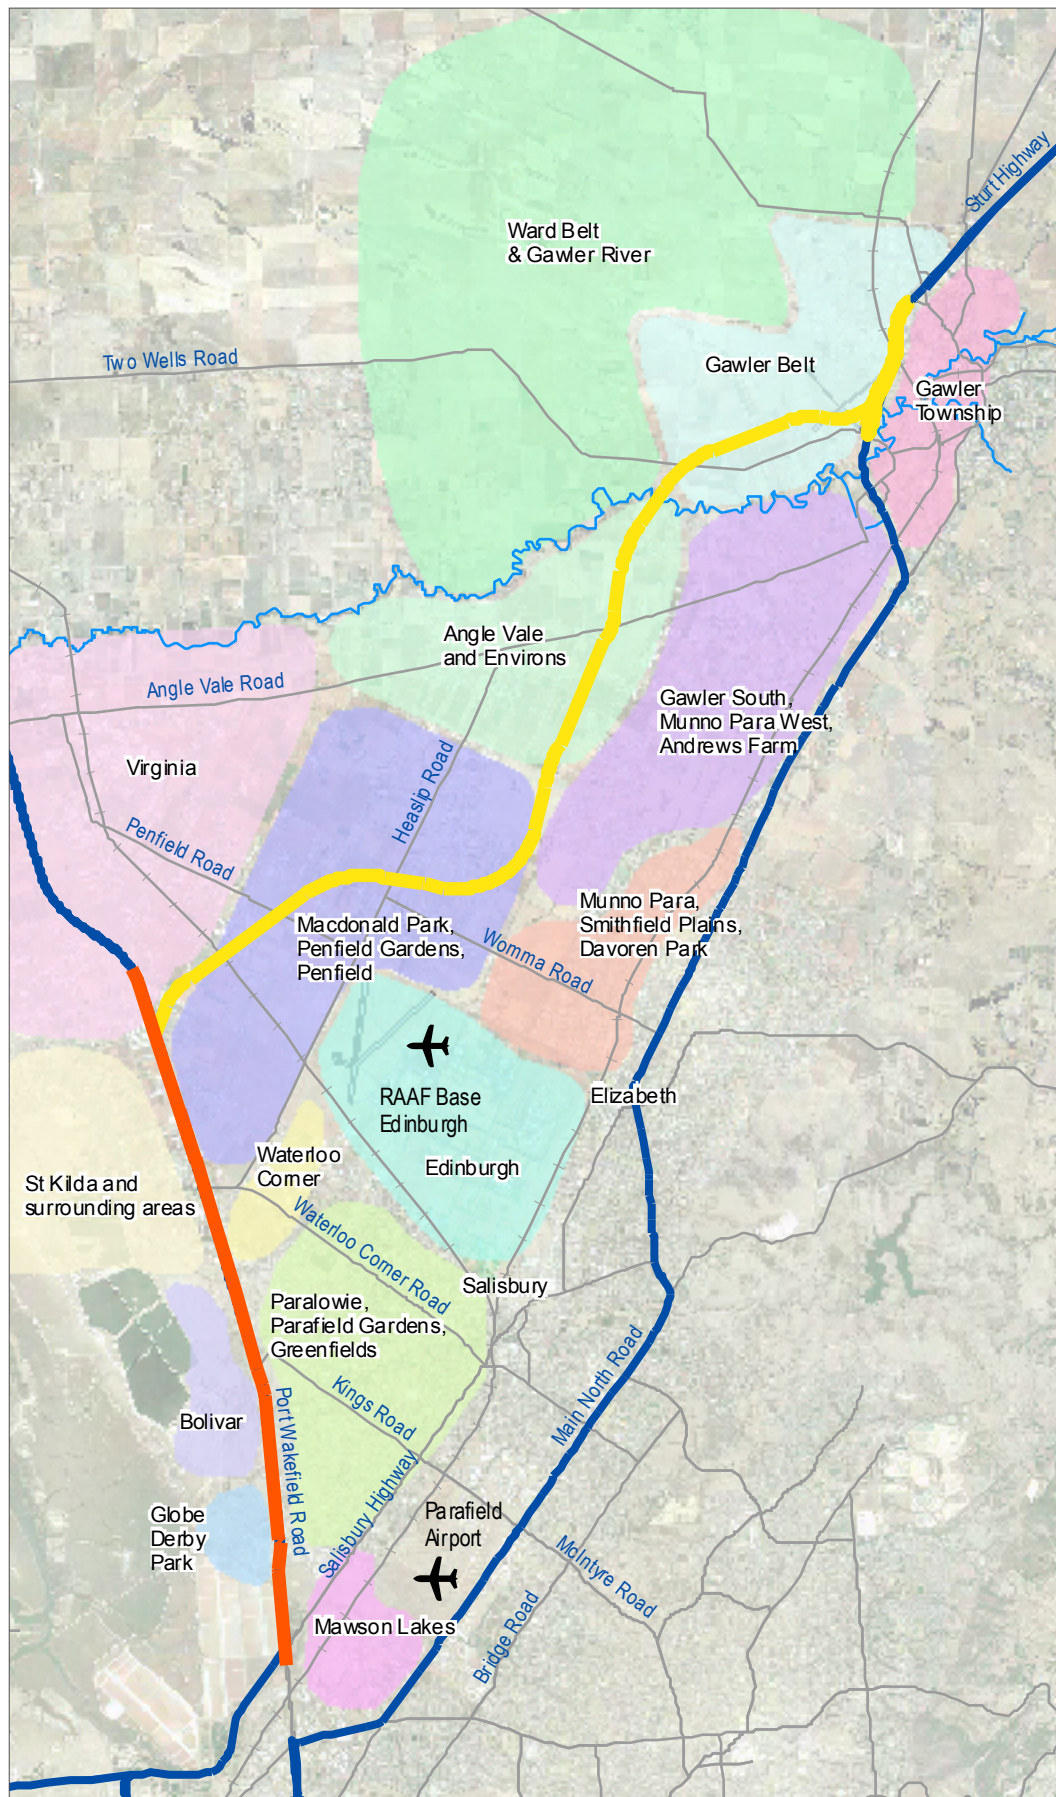 Sturt Highway
Ward Belt
& Gawler River
Two Wells Road
Gawler Belt
Gawler
Township
Angle Vale
and Environs
Angle Vale Road
Gawler South,
Munno Para West,
Andrews Farm
Virginia
Heaslip Road
Penfield Road
Munno Para,
Smithfield Plains,
Davoren Park
Macdonald Park,
Penfield Gardens,
Penfield
Womma Road
RAAF Base
Edinburgh
Elizabeth
Edinburgh
Waterloo
Corner
St Kilda and
surrounding areas
Waterloo Corner Road
Salisbury
Paralowie,
Parafield Gardens,
Greenfields
Main North Road
Kings Road
Port Wakefield Road
Bolivar
Salisbury Highway
Parafield
Airport
Globe
Derby
Park
McIntyre Road
Mawson Lakes
Bridge Road